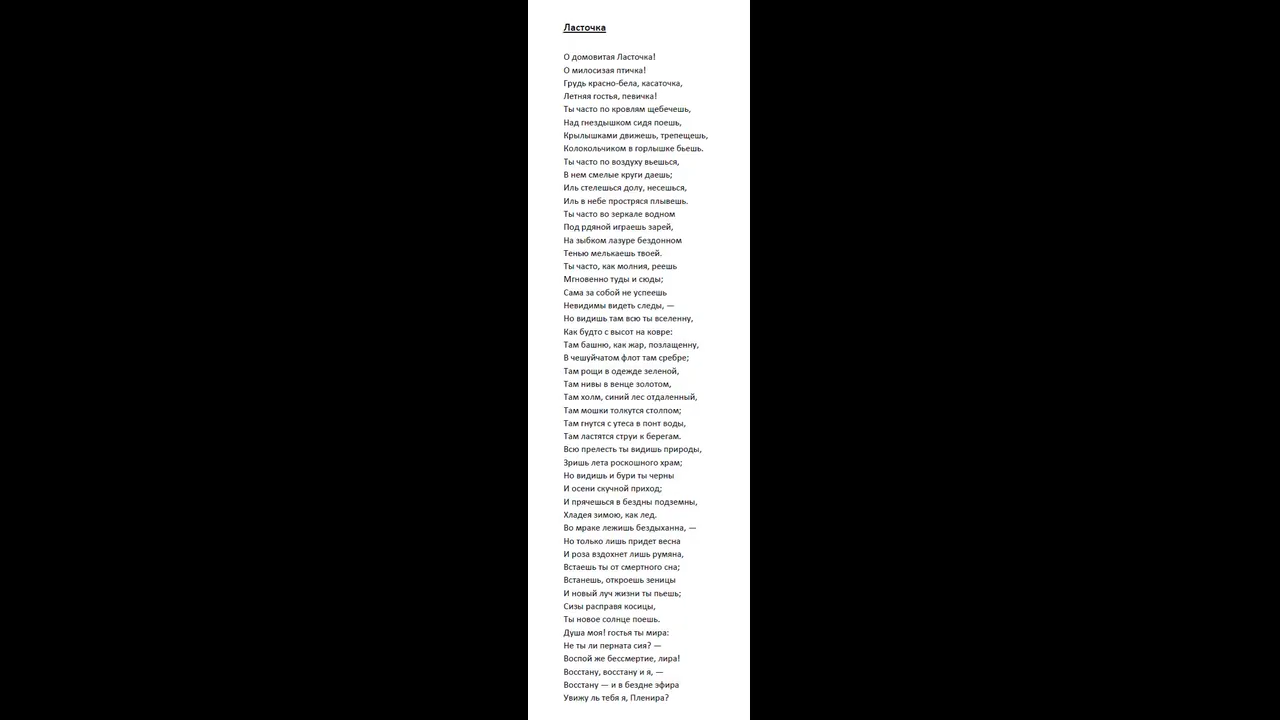 Ласточка
О домовитая Ласточка!
О милосизая птичка!
Грудь красно-бела, касаточка,
Летняя гостья, певичка!
Ты часто по кровлям щебечешь,
Над гнездышком сидя поешь,
Крылышками движешь, трепещешь,
Колокольчиком в горлышке бьешь.
Ты часто по воздуху вьешься,
В нем смелые круги даешь;
Иль стелешься долу, несешься,
Иль в небе простряся плывешь.
Ты часто во зеркале водном
Под рдяной играешь зарей,
На зыбком лазуре бездонном
Тенью мелькаешь твоей.
Ты часто, как молния, реешь
Мгновенно туды и сюды;
Сама за собой не успеешь
Невидимы видеть следы, —
Но видишь там всю ты вселенну,
Как будто с высот на ковре:
Там башню, как жар, позлащенну,
В чешуйчатом флот там сребре;
Там рощи в одежде зеленой,
Там нивы в венце золотом,
Там холм, синий лес отдаленный,
Там мошки толкутся столпом;
Там гнутся с утеса в понт воды,
Там ластятся струи к берегам.
Всю прелесть ты видишь природы,
Зришь лета роскошного храм;
Но видишь и бури ты черны
И осени скучной приход;
И прячешься в бездны подземны,
Хладея зимою, как лед.
Во мраке лежишь бездыханна, —
Но только лишь придет весна
И роза вздохнет лишь румяна,
Встаешь ты от смертного сна;
Встанешь, откроешь зеницы
И новый луч жизни ты пьешь;
Сизы расправя косицы,
Ты новое солнце поешь.
Душа моя! гостья ты мира:
Не ты ли перната сия? —
Воспой же бессмертие, лира!
Восстану, восстану и я, —
Восстану — и в бездне эфира
Увижу ль тебя я, Пленира?